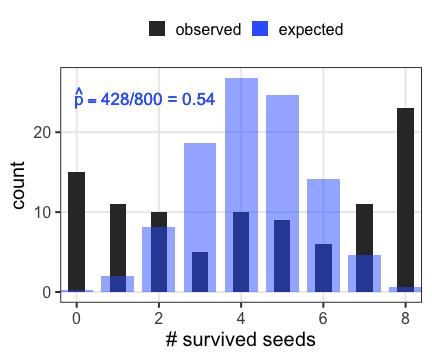 observed expected
p̂ = 428/800 = 0.54
count
20
10
0
0 2 4 6 8
# survived seeds